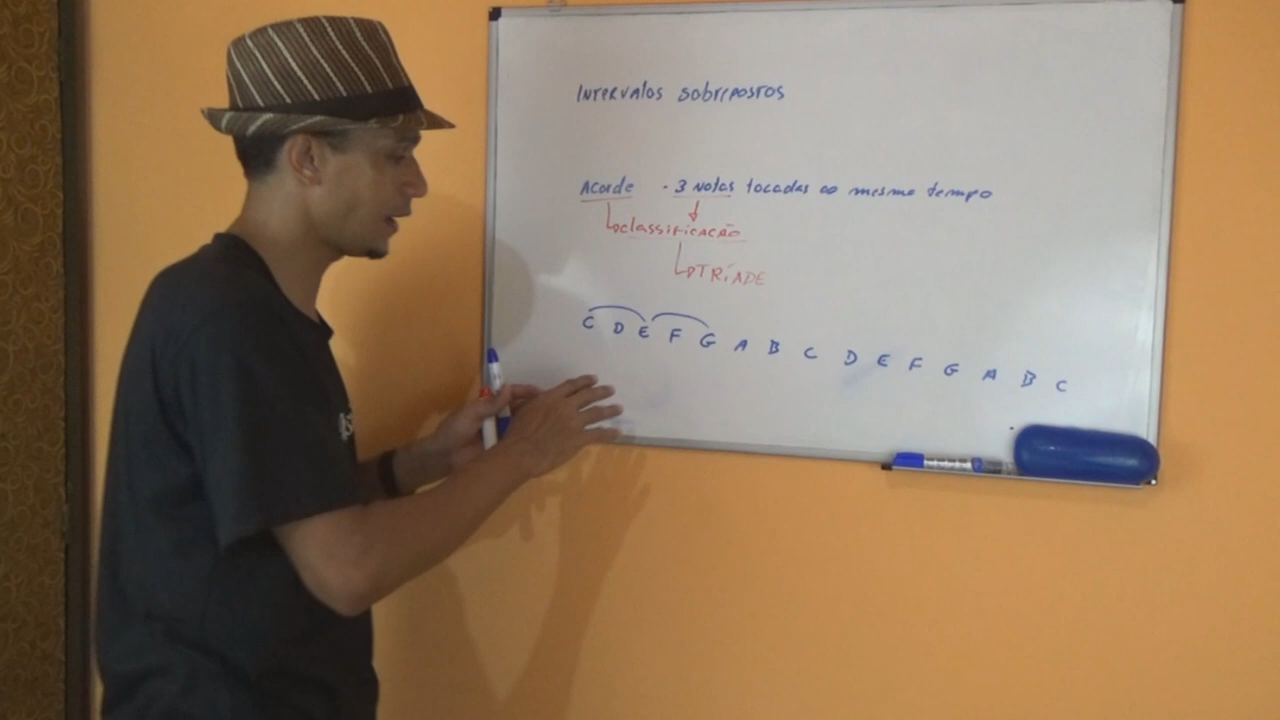 Intervalos sobrepostos
Acorde - 3 Notas tocadas ao mesmo tempo
classificação
TRÍADE
C D E F G A B C D E F G A B C